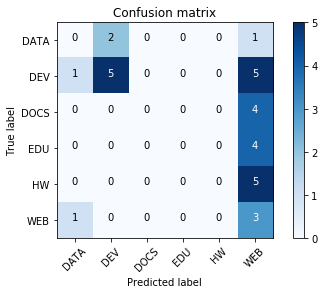 Confusion matrix
True label
DATA 0 2 0 0 0 1
DEV 1 5 0 0 0 5
DOCS 0 0 0 0 0 4
EDU 0 0 0 0 0 4
HW 0 0 0 0 0 5
WEB 1 0 0 0 0 3
DATA DEV DOCS EDU HW WEB
Predicted label
5
4
3
2
1
0